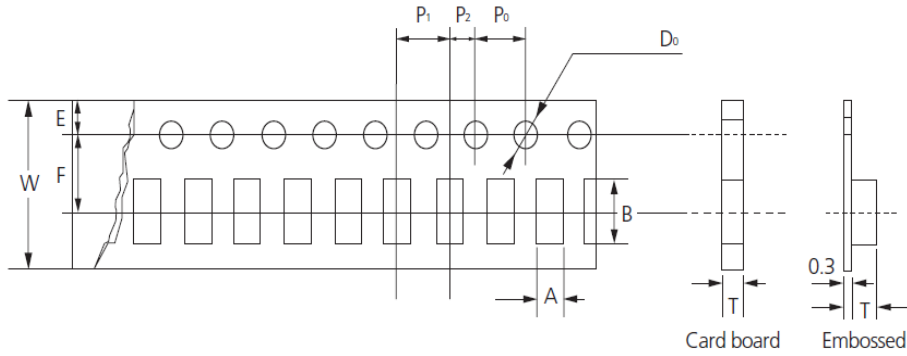 P₁ P₂ P₀
D₀
E
F
W
B
A
0.3
T
T
Card board
Embossed